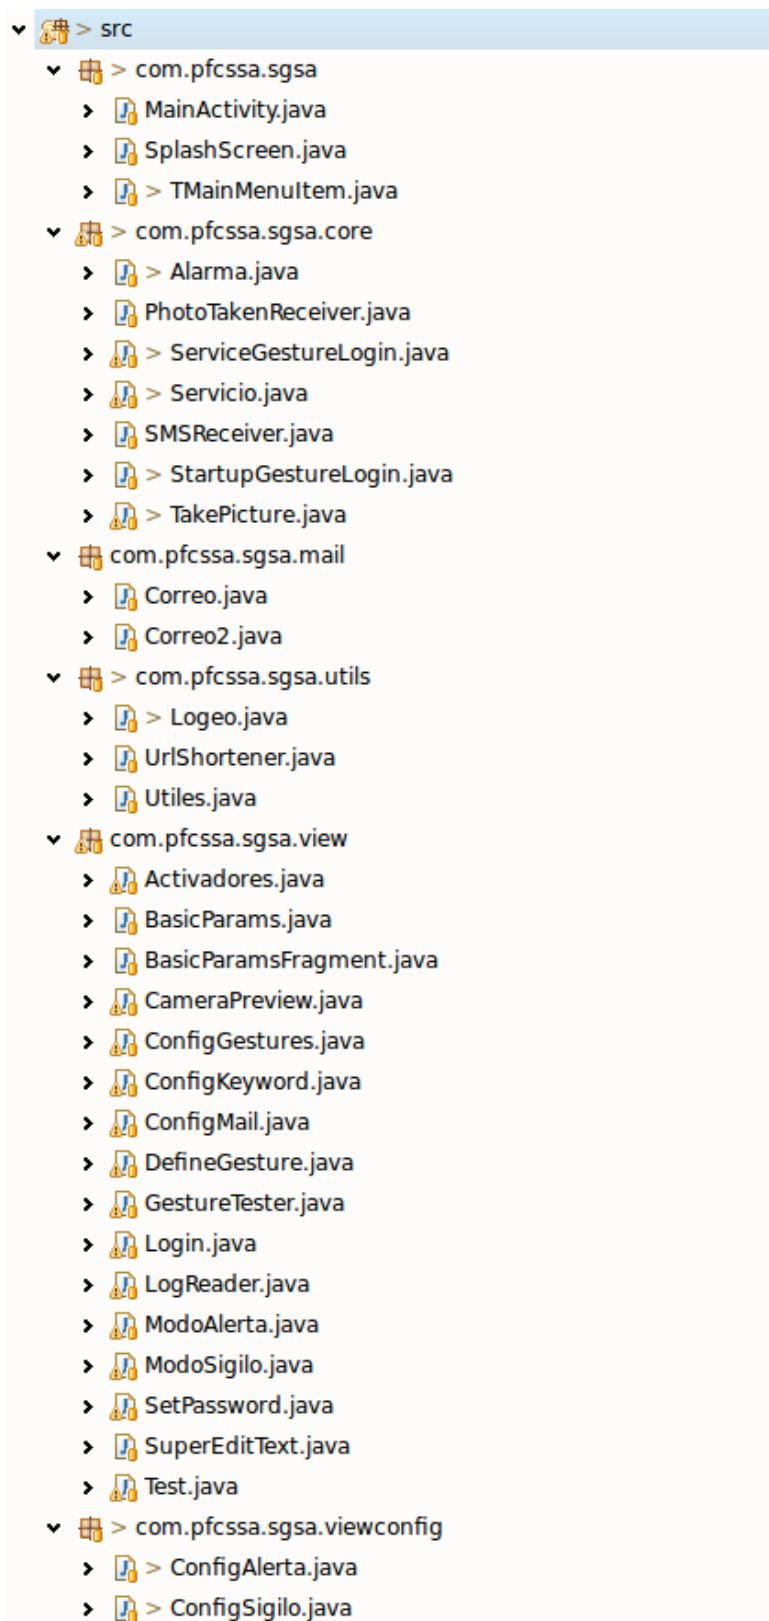 > src
> com.pfcssa.sgsa
MainActivity.java
SplashScreen.java
> TMainMenuItem.java
> com.pfcssa.sgsa.core
> Alarma.java
PhotoTakenReceiver.java
> ServiceGestureLogin.java
> Servicio.java
SMSReceiver.java
> StartupGestureLogin.java
> TakePicture.java
com.pfcssa.sgsa.mail
Correo.java
Correo2.java
> com.pfcssa.sgsa.utils
> Logeo.java
UrlShortener.java
Utiles.java
com.pfcssa.sgsa.view
Activadores.java
BasicParams.java
BasicParamsFragment.java
CameraPreview.java
ConfigGestures.java
ConfigKeyword.java
ConfigMail.java
DefineGesture.java
GestureTester.java
Login.java
LogReader.java
ModoAlerta.java
ModoSigilo.java
SetPassword.java
SuperEditText.java
Test.java
> com.pfcssa.sgsa.viewconfig
> ConfigAlerta.java
> ConfigSigilo.java